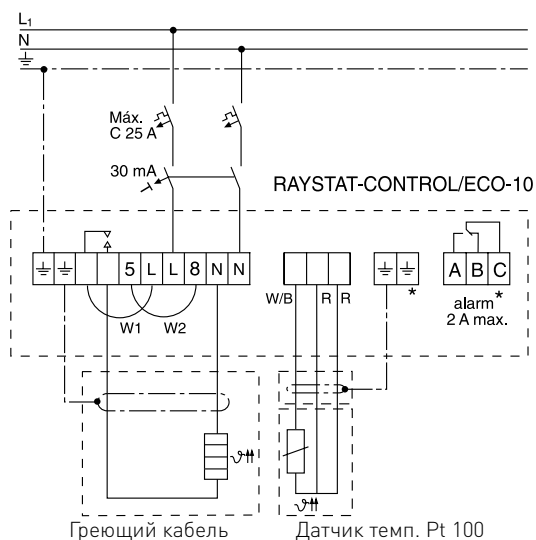 L1
N
Máx.
C 25 A
30 mA
RAYSTAT-CONTROL/ECO-10
5 L L 8 N N
A B C
W/B R R
*
alarm*
2 A max.
W1 W2
Греющий кабель
Датчик темп. Pt 100